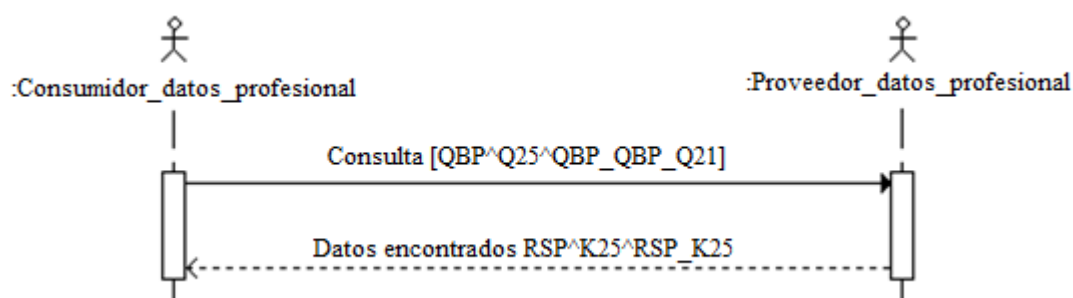 :Consumidor_datos_profesional
:Proveedor_datos_profesional
Consulta [QBP^Q25^QBP_QBP_Q21]
Datos encontrados RSP^K25^RSP_K25